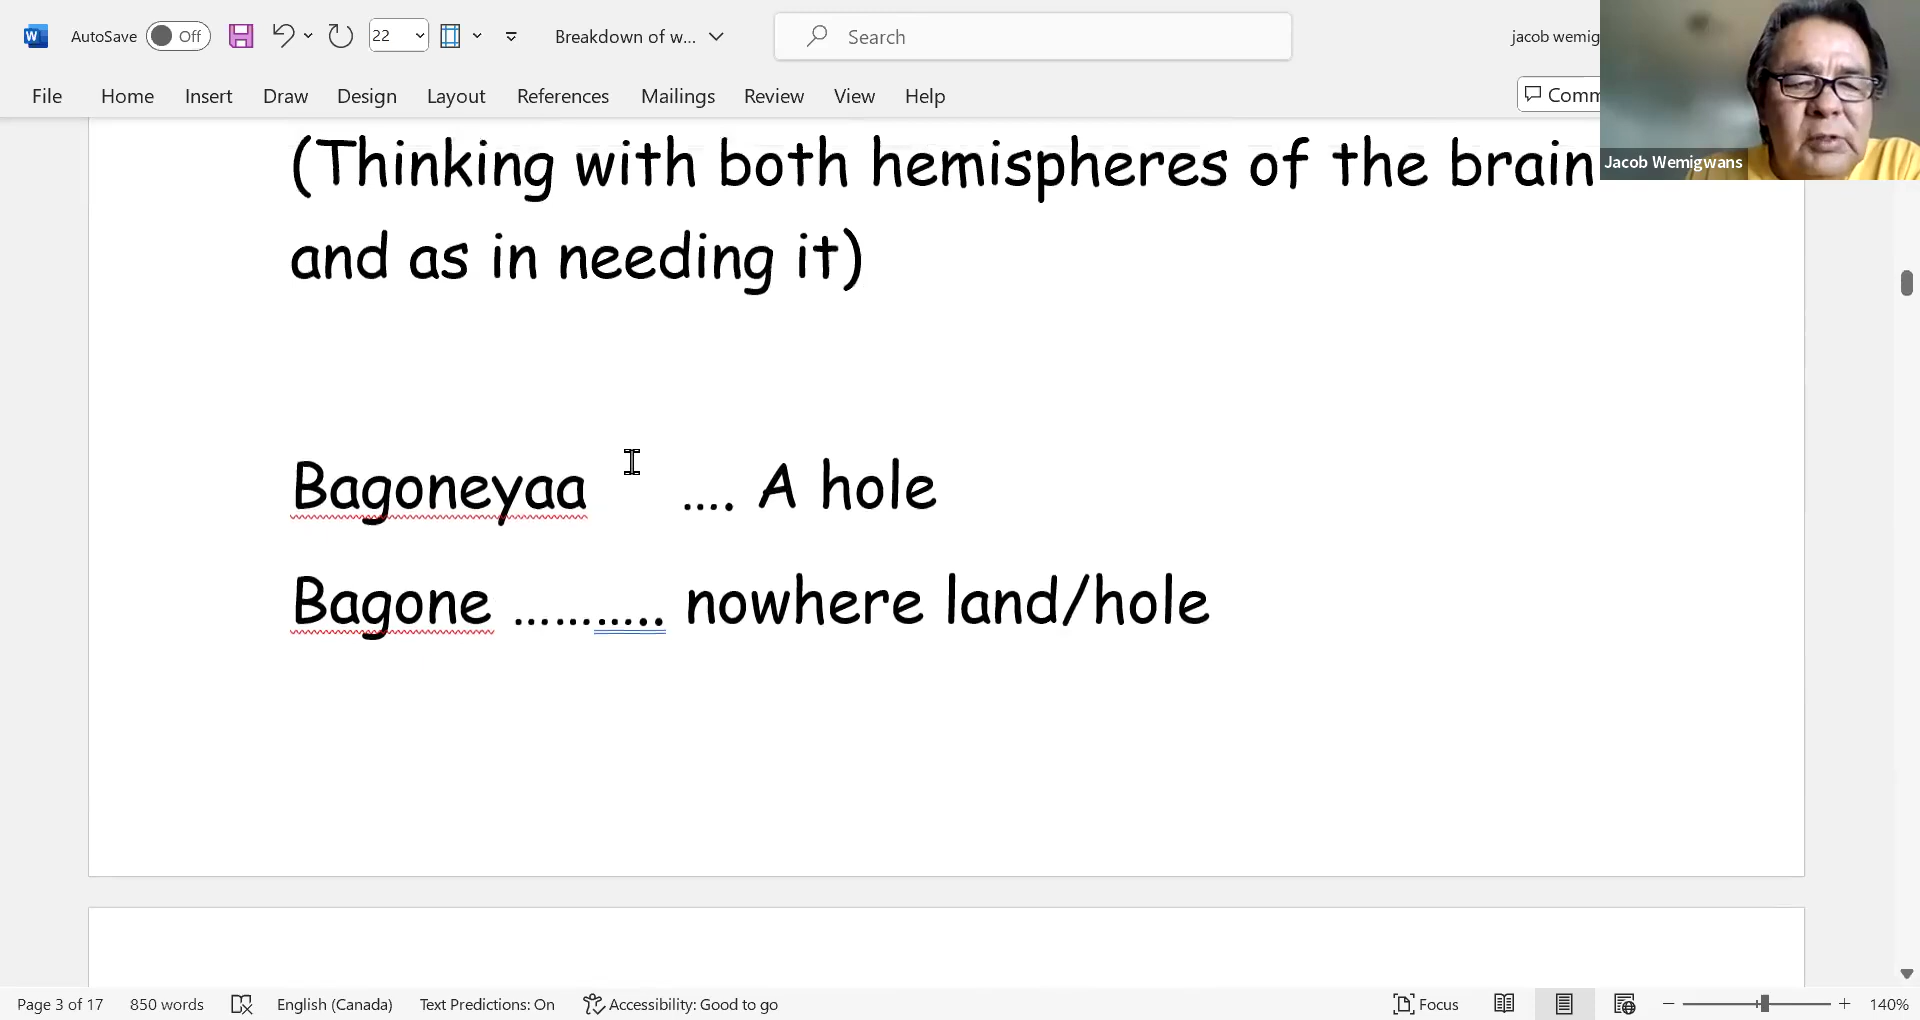 AutoSave Off 22 Breakdown of w... Search jacob wemig
File Home Insert Draw Design Layout References Mailings Review View Help Comm
Jacob Wemigwans
(Thinking with both hemispheres of the brain
and as in needing it)
Bagoneyaa .... A hole
Bagone ........... nowhere land/hole
Page 3 of 17 850 words English (Canada) Text Predictions: On Accessibility: Good to go Focus 140%